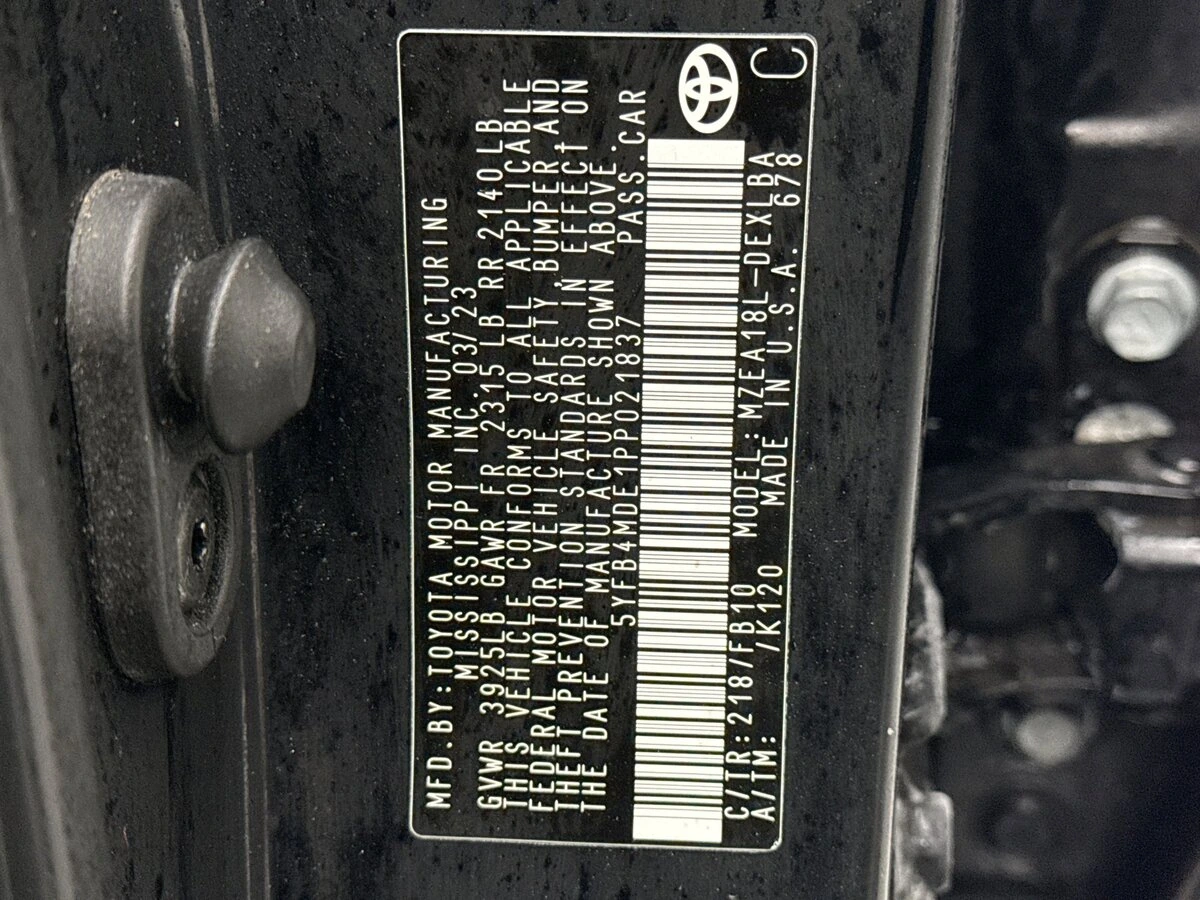 MFD.BY:TOYOTA MOTOR MANUFACTURING
MISSISSIPPI INC. 03/23
GVWR 3925LB GAWR FR 2315 LB RR 2140LB
THIS VEHICLE CONFORMS TO ALL APPLICABLE
FEDERAL MOTOR VEHICLE SAFETY,BUMPER,AND
THEFT PREVENTION STANDARDS IN EFFECT ON
THE DATE OF MANUFACTURE SHOWN ABOVE.
5YFB4MDE1PP021837 PASS.CAR
C/TR:218/FB10 MODEL:MZEA18L-DEXLBA
A/TM: /K120 MADE IN U.S.A. 678
C